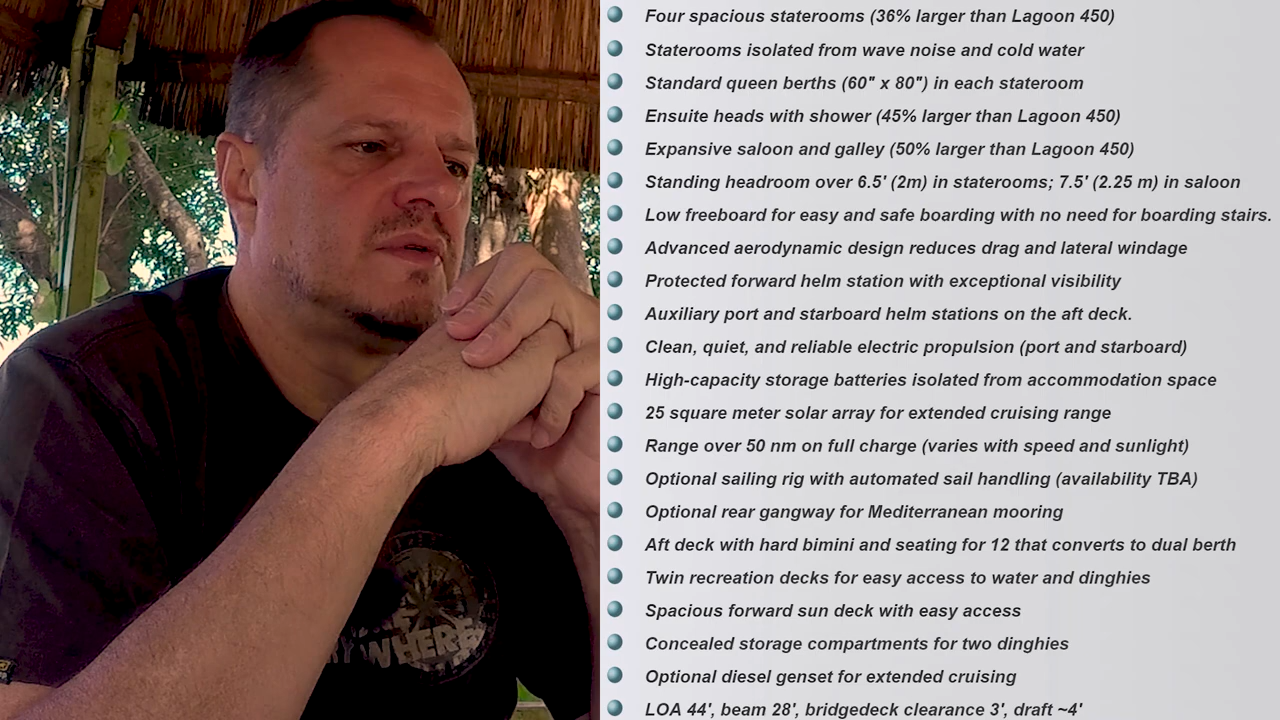 Four spacious staterooms (36% larger than Lagoon 450)
Staterooms isolated from wave noise and cold water
Standard queen berths (60" x 80") in each stateroom
Ensuite heads with shower (45% larger than Lagoon 450)
Expansive saloon and galley (50% larger than Lagoon 450)
Standing headroom over 6.5' (2m) in staterooms; 7.5' (2.25 m) in saloon
Low freeboard for easy and safe boarding with no need for boarding stairs.
Advanced aerodynamic design reduces drag and lateral windage
Protected forward helm station with exceptional visibility
Auxiliary port and starboard helm stations on the aft deck.
Clean, quiet, and reliable electric propulsion (port and starboard)
High-capacity storage batteries isolated from accommodation space
25 square meter solar array for extended cruising range
Range over 50 nm on full charge (varies with speed and sunlight)
Optional sailing rig with automated sail handling (availability TBA)
Optional rear gangway for Mediterranean mooring
Aft deck with hard bimini and seating for 12 that converts to dual berth
Twin recreation decks for easy access to water and dinghies
Spacious forward sun deck with easy access
Concealed storage compartments for two dinghies
Optional diesel genset for extended cruising
LOA 44', beam 28', bridgedeck clearance 3', draft ~4'